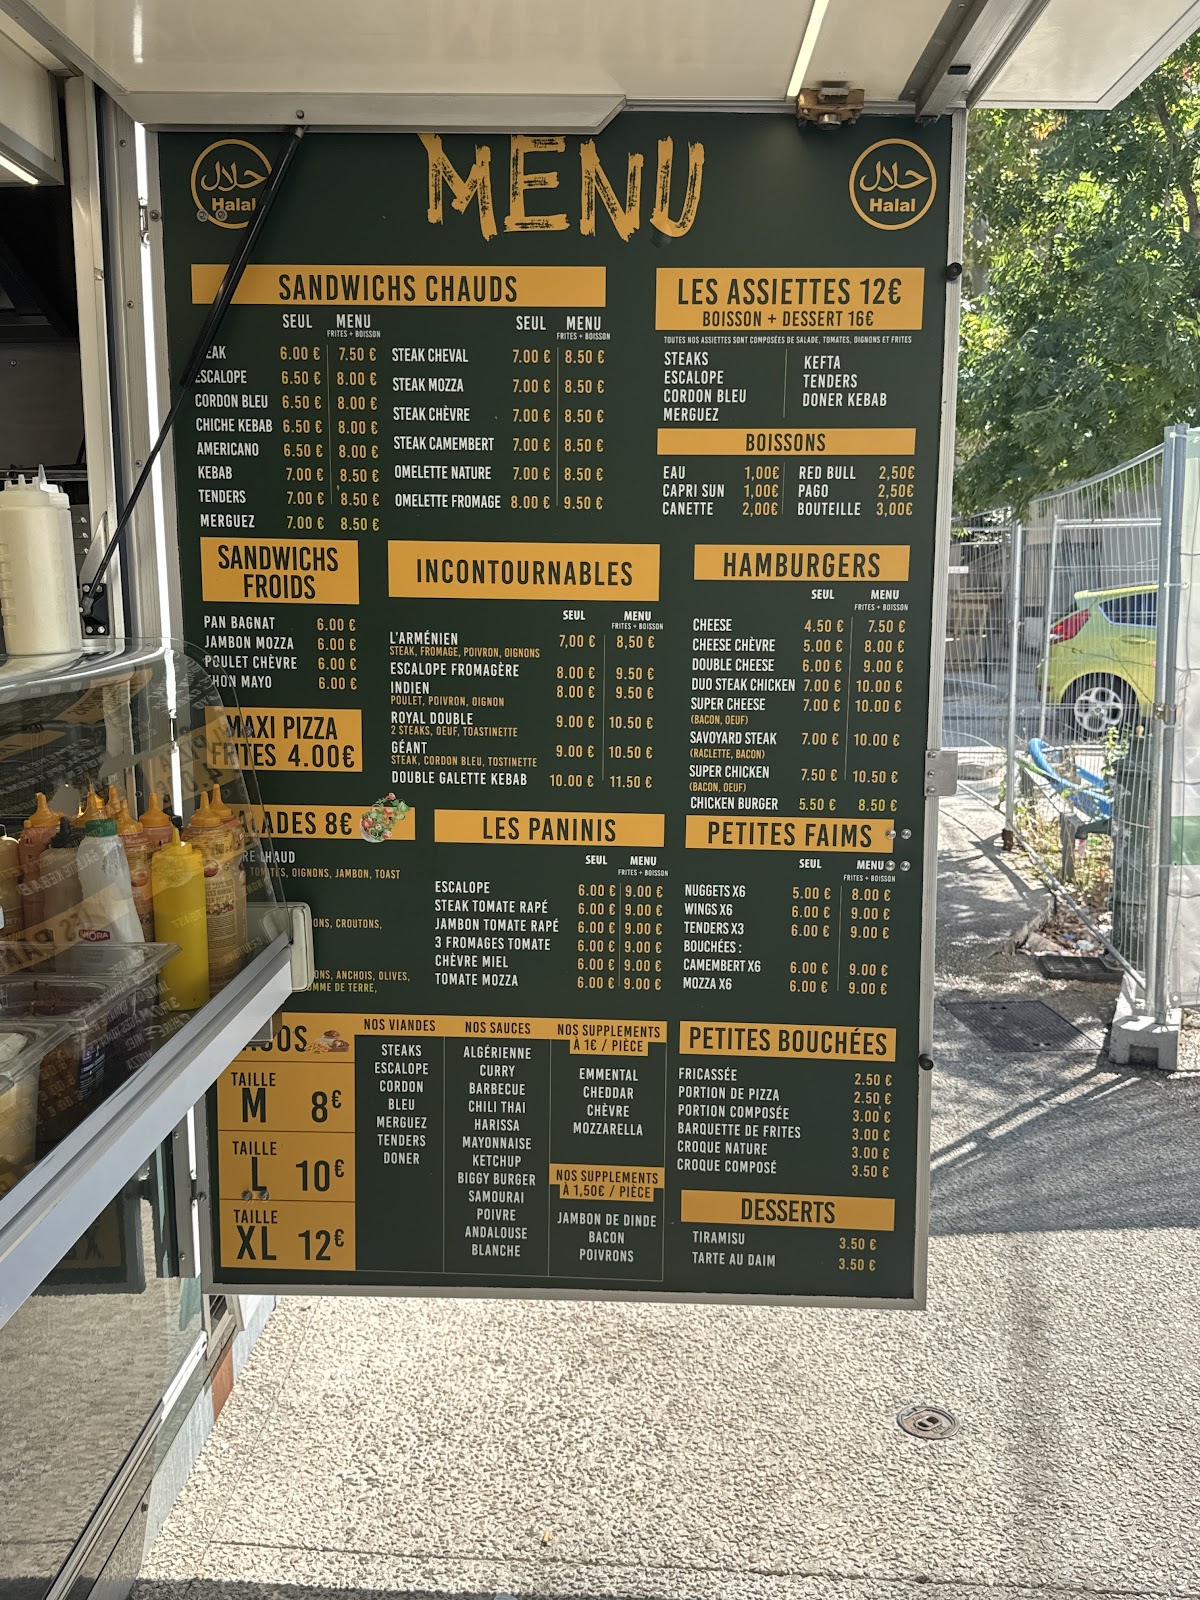 حلال
Halal
MENU
حلال
Halal
SANDWICHS CHAUDS
SEUL MENU
FRITES + BOISSON
6.00 € 7.50 €
ESCALOPE 6.50 € 8.00 €
CORDON BLEU 6.50 € 8.00 €
CHICHE KEBAB 6.50 € 8.00 €
AMERICANO 6.50 € 8.00 €
KEBAB 7.00 € 8.50 €
TENDERS 7.00 € 8.50 €
MERGUEZ 7.00 € 8.50 €
SEUL MENU
FRITES + BOISSON
STEAK CHEVAL 7.00 € 8.50 €
STEAK MOZZA 7.00 € 8.50 €
STEAK CHÈVRE 7.00 € 8.50 €
STEAK CAMEMBERT 7.00 € 8.50 €
OMELETTE NATURE 7.00 € 8.50 €
OMELETTE FROMAGE 8.00 € 9.50 €
LES ASSIETTES 12€
BOISSON + DESSERT 16€
TOUTES NOS ASSIETTES SONT COMPOSÉES DE SALADE, TOMATES, OIGNONS ET FRITES
STEAKS
ESCALOPE
CORDON BLEU
MERGUEZ
KEFTA
TENDERS
DONER KEBAB
BOISSONS
EAU 1,00€
CAPRI SUN 1,00€
CANETTE 2,00€
RED BULL 2,50€
PAGO 2,50€
BOUTEILLE 3,00€
SANDWICHS
FROIDS
PAN BAGNAT 6.00 €
JAMBON MOZZA 6.00 €
POULET CHÈVRE 6.00 €
MAYO 6.00 €
MAXI PIZZA
FRITES 4.00€
INCONTOURNABLES
SEUL MENU
FRITES + BOISSON
L'ARMÉNIEN 7,00 € 8,50 €
STEAK, FROMAGE, POIVRON, OIGNONS
ESCALOPE FROMAGÈRE 8.00 € 9.50 €
INDIEN 8.00 € 9.50 €
POULET, POIVRON, OIGNON
ROYAL DOUBLE 9.00 € 10.50 €
2 STEAKS, OEUF, TOASTINETTE
GÉANT 9.00 € 10.50 €
STEAK, CORDON BLEU, TOSTINETTE
DOUBLE GALETTE KEBAB 10.00 € 11.50 €
HAMBURGERS
SEUL MENU
FRITES + BOISSON
CHEESE 4.50 € 7.50 €
CHEESE CHÈVRE 5.00 € 8.00 €
DOUBLE CHEESE 6.00 € 9.00 €
DUO STEAK CHICKEN 7.00 € 10.00 €
SUPER CHEESE 7.00 € 10.00 €
(BACON, OEUF)
SAVOYARD STEAK 7.00 € 10.00 €
(RACLETTE, BACON)
SUPER CHICKEN 7.50 € 10.50 €
(BACON, OEUF)
CHICKEN BURGER 5.50 € 8.50 €
8€
CHAUD
OIGNONS, JAMBON, TOAST
CROUTONS,
ANCHOIS, OLIVES,
DE TERRE,
LES PANINIS
SEUL MENU
FRITES + BOISSON
ESCALOPE 6.00 € 9.00 €
STEAK TOMATE RAPÉ 6.00 € 9.00 €
JAMBON TOMATE RAPÉ 6.00 € 9.00 €
3 FROMAGES TOMATE 6.00 € 9.00 €
CHÈVRE MIEL 6.00 € 9.00 €
TOMATE MOZZA 6.00 € 9.00 €
PETITES FAIMS
SEUL MENU
FRITES + BOISSON
NUGGETS X6 5.00 € 8.00 €
WINGS X6 6.00 € 9.00 €
TENDERS X3 6.00 € 9.00 €
BOUCHÉES :
CAMEMBERT X6 6.00 € 9.00 €
MOZZA X6 6.00 € 9.00 €
TAILLE
M 8€
TAILLE
L 10€
TAILLE
XL 12€
NOS VIANDES
STEAKS
ESCALOPE
CORDON
BLEU
MERGUEZ
TENDERS
DONER
NOS SAUCES
ALGÉRIENNE
CURRY
BARBECUE
CHILI THAI
HARISSA
MAYONNAISE
KETCHUP
BIGGY BURGER
SAMOURAI
POIVRE
ANDALOUSE
BLANCHE
NOS SUPPLEMENTS
À 1€ / PIÈCE
EMMENTAL
CHEDDAR
CHÈVRE
MOZZARELLA
NOS SUPPLEMENTS
À 1,50€ / PIÈCE
JAMBON DE DINDE
BACON
POIVRONS
PETITES BOUCHÉES
FRICASSÉE 2.50 €
PORTION DE PIZZA 2.50 €
PORTION COMPOSÉE 3.00 €
BARQUETTE DE FRITES 3.00 €
CROQUE NATURE 3.00 €
CROQUE COMPOSÉ 3.50 €
DESSERTS
TIRAMISU 3.50 €
TARTE AU DAIM 3.50 €